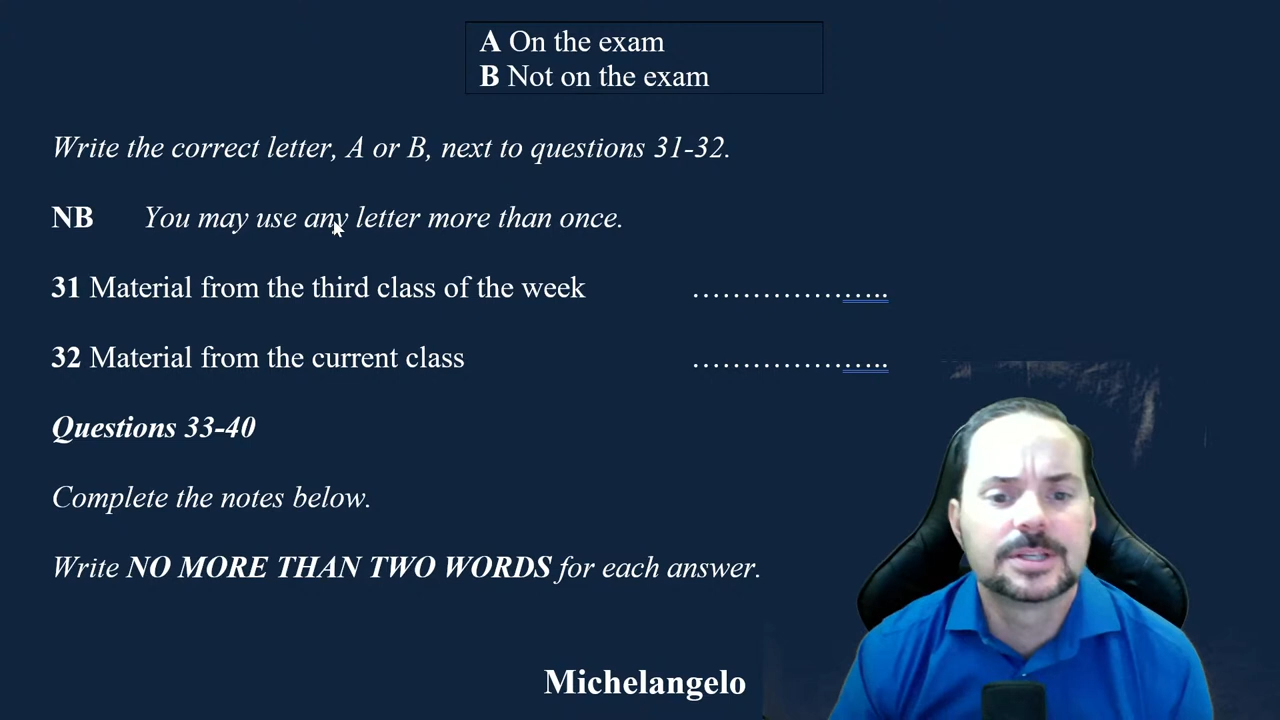 A On the exam
B Not on the exam
Write the correct letter, A or B, next to questions 31-32.
NB You may use any letter more than once.
31 Material from the third class of the week …………………..
32 Material from the current class …………………..
Questions 33-40
Complete the notes below.
Write NO MORE THAN TWO WORDS for each answer.
Michelangelo